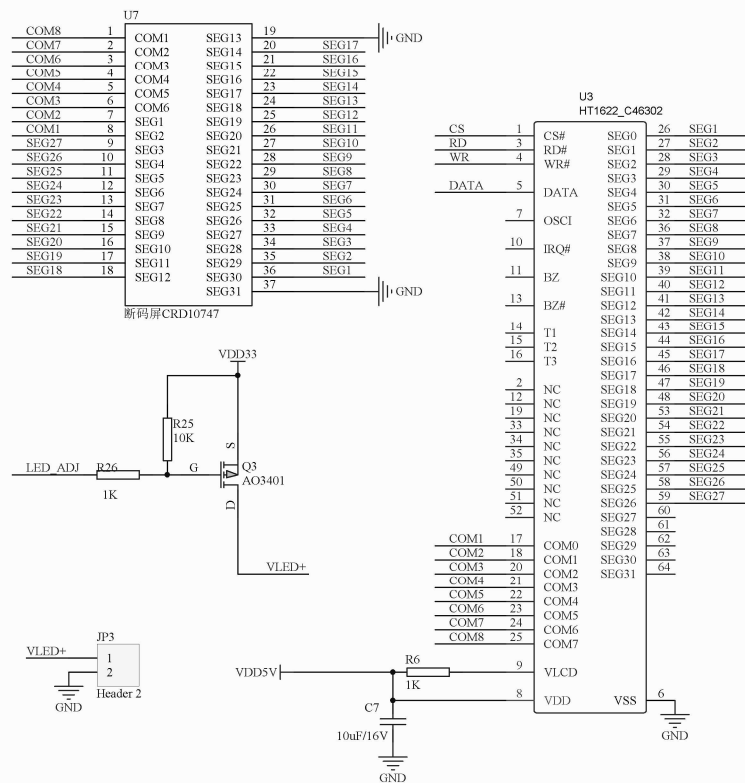 U7
COM8 1 COM1 SEG13 19 GND
COM7 2 COM2 SEG14 20 SEG17
COM6 3 COM3 SEG15 21 SEG16
COM5 4 COM4 SEG16 22 SEG15
COM4 5 COM5 SEG17 23 SEG14
COM3 6 COM6 SEG18 24 SEG13
COM2 7 SEG1 SEG19 25 SEG12
COM1 8 SEG2 SEG20 26 SEG11
SEG27 9 SEG3 SEG21 27 SEG10
SEG26 10 SEG4 SEG22 28 SEG9
SEG25 11 SEG5 SEG23 29 SEG8
SEG24 12 SEG6 SEG24 30 SEG7
SEG23 13 SEG7 SEG25 31 SEG6
SEG22 14 SEG8 SEG26 32 SEG5
SEG21 15 SEG9 SEG27 33 SEG4
SEG20 16 SEG10 SEG28 34 SEG3
SEG19 17 SEG11 SEG29 35 SEG2
SEG18 18 SEG12 SEG30 36 SEG1
SEG31 37 GND
断码屏CRD10747
U3
HT1622_C46302
CS 1 CS# SEG0 26 SEG1
RD 3 RD# SEG1 27 SEG2
WR 4 WR# SEG2 28 SEG3
SEG3 29 SEG4
DATA 5 DATA SEG4 30 SEG5
SEG5 31 SEG6
7 OSCI SEG6 32 SEG7
SEG7 36 SEG8
10 IRQ# SEG8 37 SEG9
SEG9 38 SEG10
11 BZ SEG10 39 SEG11
SEG11 40 SEG12
13 BZ# SEG12 41 SEG13
SEG13 42 SEG14
14 T1 SEG14 43 SEG15
15 T2 SEG15 44 SEG16
16 T3 SEG16 45 SEG17
SEG17 46 SEG18
2 NC SEG18 47 SEG19
12 NC SEG19 48 SEG20
19 NC SEG20 53 SEG21
33 NC SEG21 54 SEG22
34 NC SEG22 55 SEG23
35 NC SEG23 56 SEG24
49 NC SEG24 57 SEG25
50 NC SEG25 58 SEG26
51 NC SEG26 59 SEG27
52 NC SEG27 60
SEG28 61
COM1 17 COM0 SEG29 62
COM2 18 COM1 SEG30 63
COM3 20 COM2 SEG31 64
COM4 21 COM3
COM5 22 COM4
COM6 23 COM5
COM7 24 COM6
COM8 25 COM7
9 VLCD
8 VDD VSS 6
GND
VDD33
R25
10K
S
LED_ADJ R26 G Q3
1K AO3401
D
VLED+
JP3
VLED+ 1
2
GND Header 2
VDD5V R6
1K
C7
10uF/16V
GND